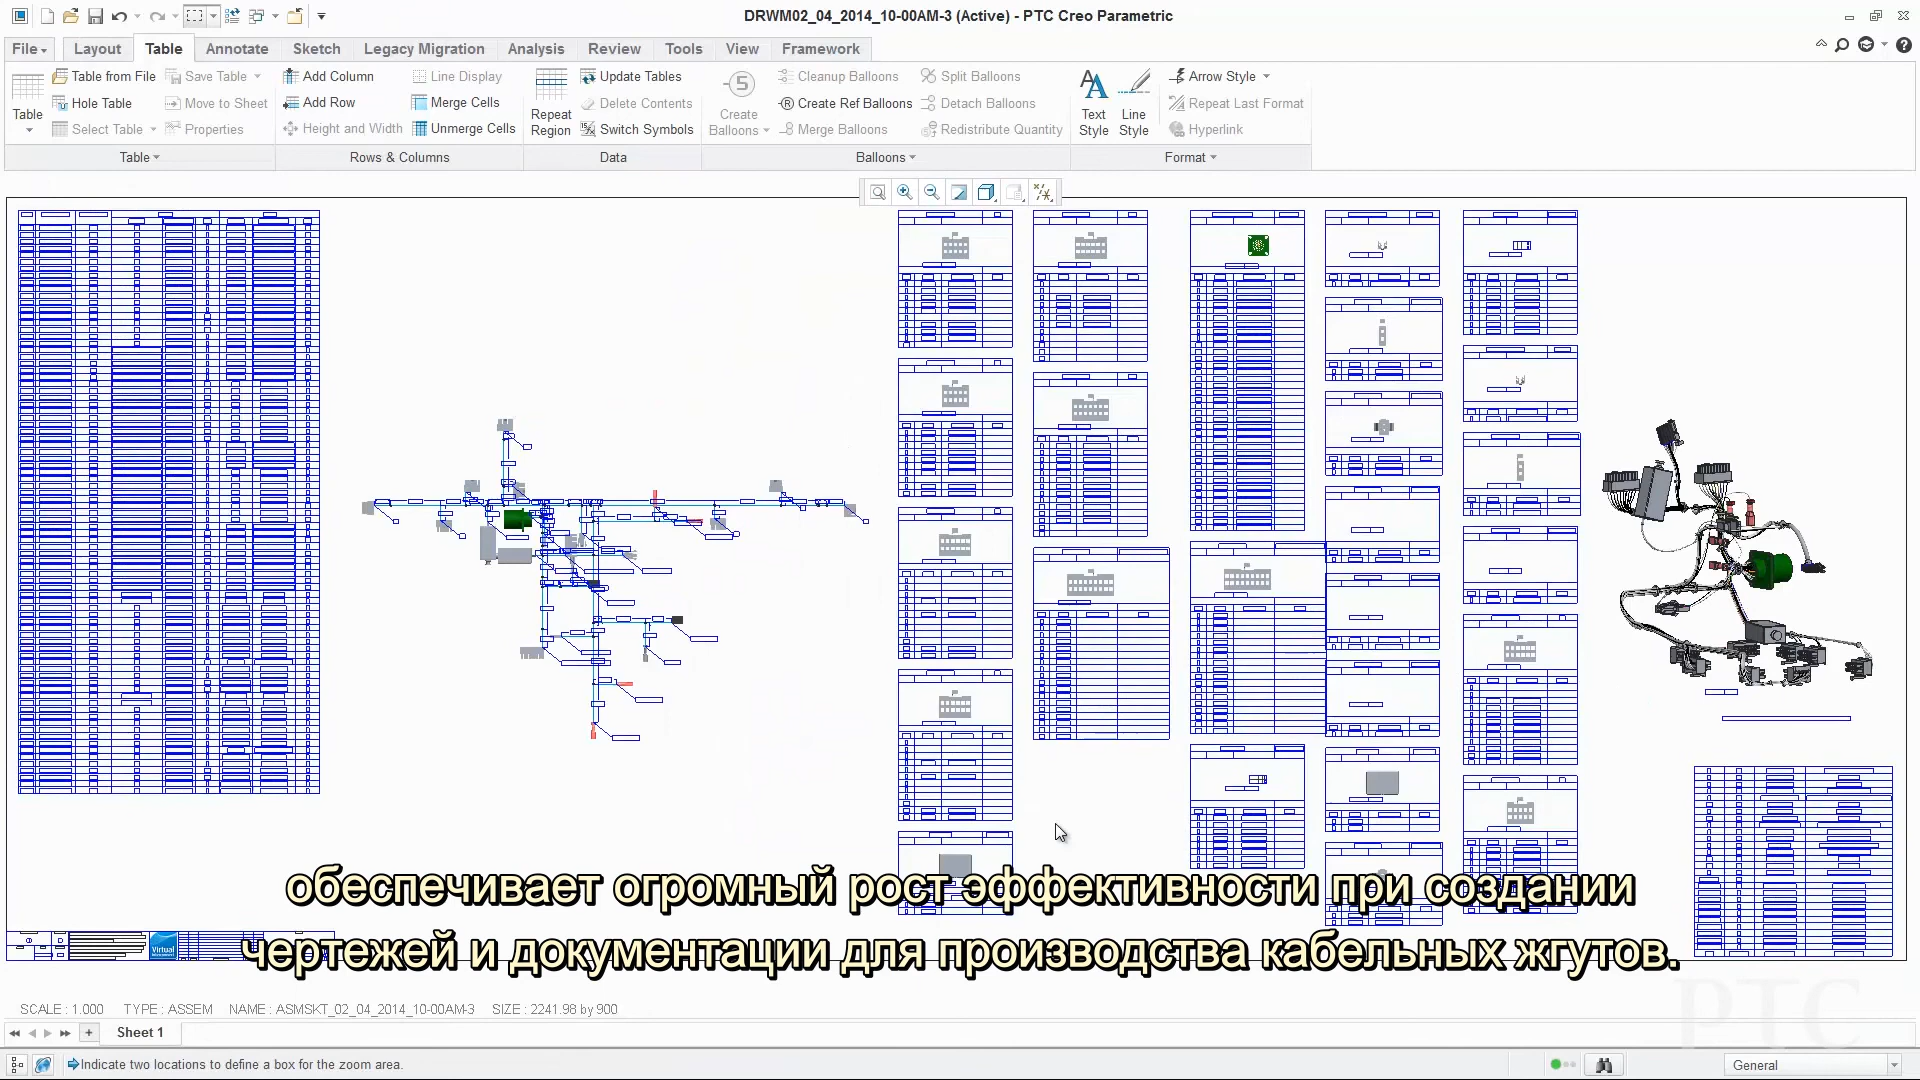 DRWM02_04_2014_10-00AM-3 (Active) - PTC Creo Parametric
File Layout Table Annotate Sketch Legacy Migration Analysis Review Tools View Framework
Table from File Save Table Add Column Line Display Update Tables Cleanup Balloons Split Balloons Arrow Style
Hole Table Move to Sheet Add Row Merge Cells Delete Contents Create Ref Balloons Detach Balloons Repeat Last Format
Table Repeat Create Text Line
Select Table Properties Height and Width Unmerge Cells Region Switch Symbols Balloons Merge Balloons Redistribute Quantity Style Style Hyperlink
Table Rows & Columns Data Balloons Format
обеспечивает огромный рост эффективности при создании
чертежей и документации для производства кабельных жгутов.
Virtual
SCALE : 1.000 TYPE : ASSEM NAME : ASMSKT_02_04_2014_10-00AM-3 SIZE : 2241.98 by 900
PTC
Sheet 1
Indicate two locations to define a box for the zoom area.
General